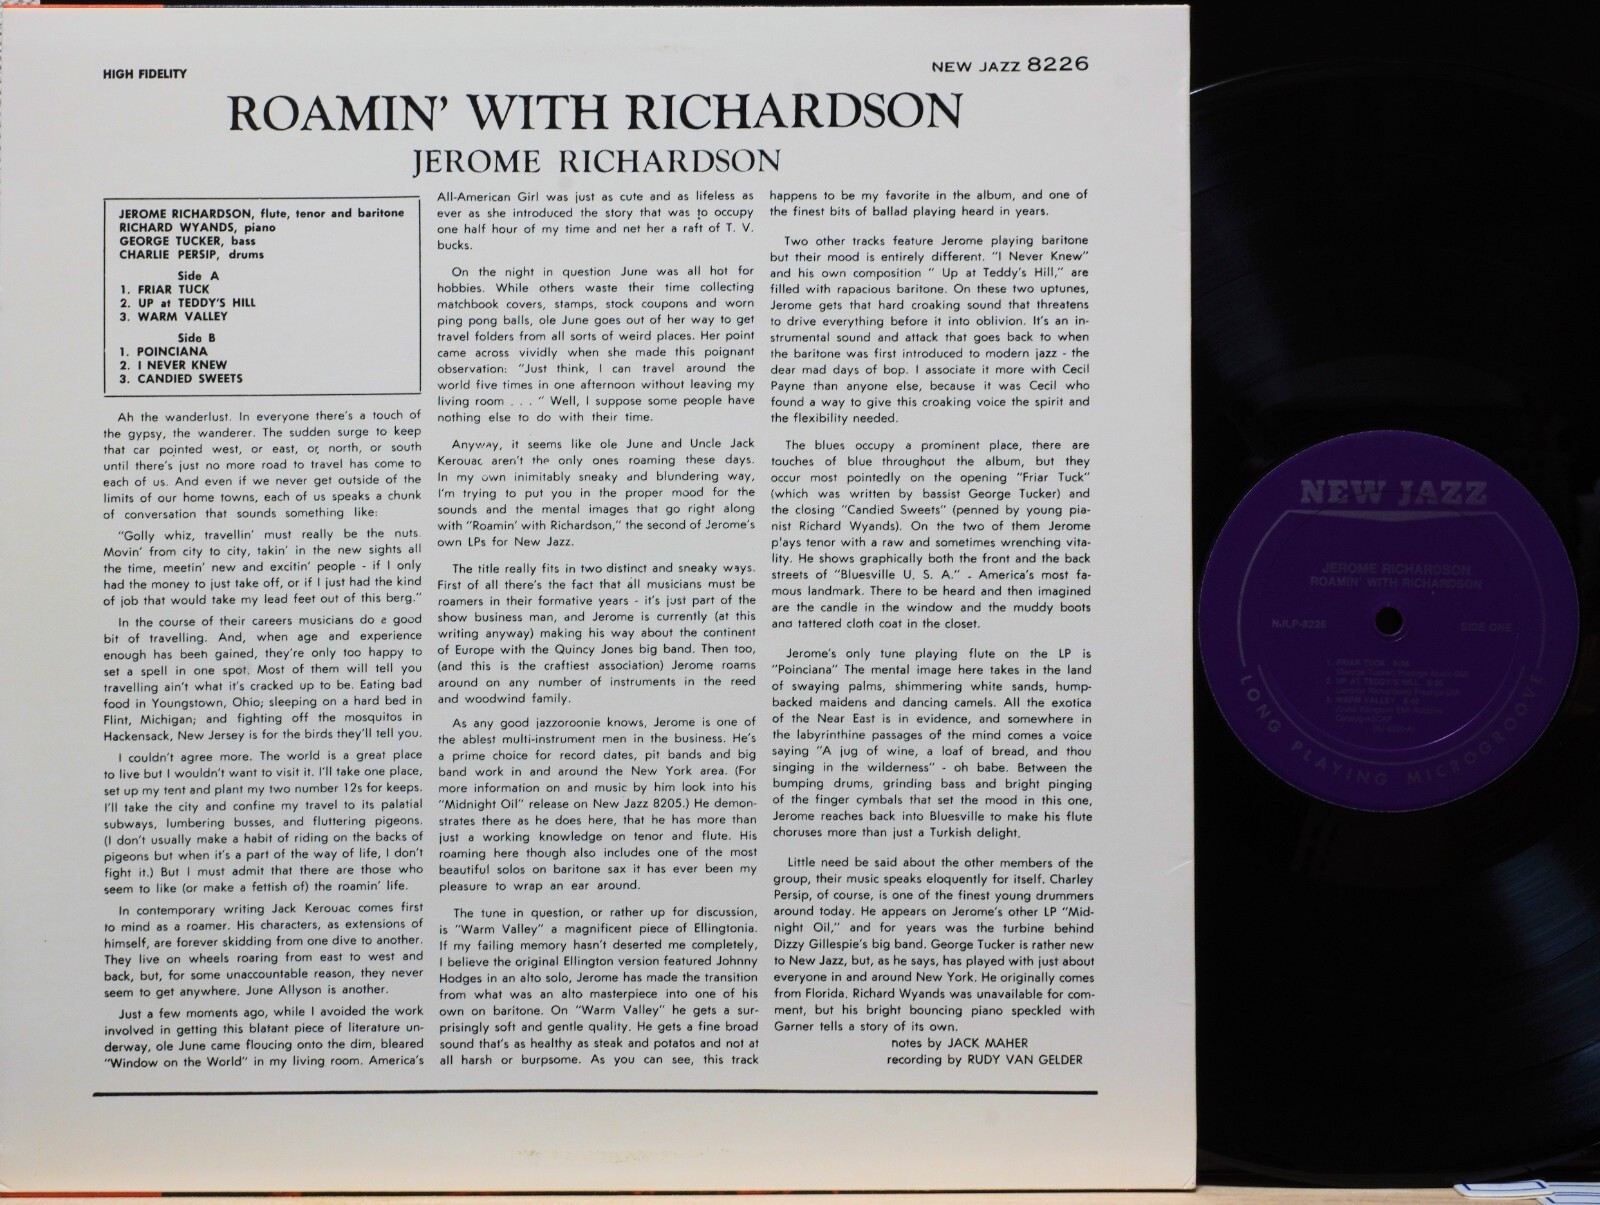 HIGH FIDELITY
NEW JAZZ 8226
ROAMIN' WITH RICHARDSON
JEROME RICHARDSON
JEROME RICHARDSON, flute, tenor and baritone
RICHARD WYANDS, piano
GEORGE TUCKER, bass
CHARLIE PERSIP, drums
Side A
1. FRIAR TUCK
2. UP at TEDDY'S HILL
3. WARM VALLEY
Side B
1. POINCIANA
2. I NEVER KNEW
3. CANDIED SWEETS
Ah the wanderlust. In everyone there's a touch of
the gypsy, the wanderer. The sudden surge to keep
that car pointed west, or east, or, north, or south
until there's just no more road to travel has come to
each of us. And even if we never get outside of the
limits of our home towns, each of us speaks a chunk
of conversation that sounds something like:
"Golly whiz, travellin' must really be the nuts.
Movin' from city to city, takin' in the new sights all
the time, meetin' new and excitin' people - if I only
had the money to just take off, or if I just had the kind
of job that would take my lead feet out of this berg."
In the course of their careers musicians do a good
bit of travelling. And, when age and experience
enough has been gained, they're only too happy to
set a spell in one spot. Most of them will tell you
travelling ain't what it's cracked up to be. Eating bad
food in Youngstown, Ohio; sleeping on a hard bed in
Flint, Michigan; and fighting off the mosquitos in
Hackensack, New Jersey is for the birds they'll tell you.
I couldn't agree more. The world is a great place
to live but I wouldn't want to visit it. I'll take one place,
set up my tent and plant my two number 12s for keeps.
I'll take the city and confine my travel to its palatial
subways, lumbering busses, and fluttering pigeons.
(I don't usually make a habit of riding on the backs of
pigeons but when it's a part of the way of life, I don't
fight it.) But I must admit that there are those who
seem to like (or make a fettish of) the roamin' life.
In contemporary writing Jack Kerouac comes first
to mind as a roamer. His characters, as extensions of
himself, are forever skidding from one dive to another.
They live on wheels roaring from east to west and
back, but, for some unaccountable reason, they never
seem to get anywhere. June Allyson is another.
Just a few moments ago, while I avoided the work
involved in getting this blatant piece of literature un-
derway, ole June came flouncing onto the dim, bleared
"Window on the World" in my living room. America's
All-American Girl was just as cute and as lifeless as
ever as she introduced the story that was to occupy
one half hour of my time and net her a raft of T. V.
bucks.
On the night in question June was all hot for
hobbies. While others waste their time collecting
matchbook covers, stamps, stock coupons and worn
ping pong balls, ole June goes out of her way to get
travel folders from all sorts of weird places. Her point
came across vividly when she made this poignant
observation: "Just think, I can travel around the
world five times in one afternoon without leaving my
living room . . . " Well, I suppose some people have
nothing else to do with their time.
Anyway, it seems like ole June and Uncle Jack
Kerouac aren't the only ones roaming these days.
In my own inimitably sneaky and blundering way,
I'm trying to put you in the proper mood for the
sounds and the mental images that go right along
with "Roamin' with Richardson," the second of Jerome's
own LPs for New Jazz.
The title really fits in two distinct and sneaky ways.
First of all there's the fact that all musicians must be
roamers in their formative years - it's just part of the
show business man, and Jerome is currently (at this
writing anyway) making his way about the continent
of Europe with the Quincy Jones big band. Then too,
(and this is the craftiest association) Jerome roams
around on any number of instruments in the reed
and woodwind family.
As any good jazzoroonie knows, Jerome is one of
the ablest multi-instrument men in the business. He's
a prime choice for record dates, pit bands and big
band work in and around the New York area. (For
more information on and music by him look into his
"Midnight Oil" release on New Jazz 8205.) He demon-
strates there as he does here, that he has more than
just a working knowledge on tenor and flute. His
roaming here though also includes one of the most
beautiful solos on baritone sax it has ever been my
pleasure to wrap an ear around.
The tune in question, or rather up for discussion,
is "Warm Valley" a magnificent piece of Ellingtonia.
If my failing memory hasn't deserted me completely,
I believe the original Ellington version featured Johnny
Hodges in an alto solo, Jerome has made the transition
from what was an alto masterpiece into one of his
own on baritone. On "Warm Valley" he gets a sur-
prisingly soft and gentle quality. He gets a fine broad
sound that's as healthy as steak and potatos and not at
all harsh or burpsome. As you can see, this track
happens to be my favorite in the album, and one of
the finest bits of ballad playing heard in years.
Two other tracks feature Jerome playing baritone
but their mood is entirely different. "I Never Knew"
and his own composition " Up at Teddy's Hill," are
filled with rapacious baritone. On these two uptunes,
Jerome gets that hard croaking sound that threatens
to drive everything before it into oblivion. It's an in-
strumental sound and attack that goes back to when
the baritone was first introduced to modern jazz - the
dear mad days of bop. I associate it more with Cecil
Payne than anyone else, because it was Cecil who
found a way to give this croaking voice the spirit and
the flexibility needed.
The blues occupy a prominent place, there are
touches of blue throughout the album, but they
occur most pointedly on the opening "Friar Tuck"
(which was written by bassist George Tucker) and
the closing "Candied Sweets" (penned by young pia-
nist Richard Wyands). On the two of them Jerome
plays tenor with a raw and sometimes wrenching vita-
lity. He shows graphically both the front and the back
streets of "Bluesville U. S. A." - America's most fa-
mous landmark. There to be heard and then imagined
are the candle in the window and the muddy boots
and tattered cloth coat in the closet.
Jerome's only tune playing flute on the LP is
"Poinciana" The mental image here takes in the land
of swaying palms, shimmering white sands, hump-
backed maidens and dancing camels. All the exotica
of the Near East is in evidence, and somewhere in
the labyrinthine passages of the mind comes a voice
saying "A jug of wine, a loaf of bread, and thou
singing in the wilderness" - oh babe. Between the
bumping drums, grinding bass and bright pinging
of the finger cymbals that set the mood in this one,
Jerome reaches back into Bluesville to make his flute
choruses more than just a Turkish delight.
Little need be said about the other members of the
group, their music speaks eloquently for itself. Charley
Persip, of course, is one of the finest young drummers
around today. He appears on Jerome's other LP "Mid-
night Oil," and for years was the turbine behind
Dizzy Gillespie's big band. George Tucker is rather new
to New Jazz, but, as he says, has played with just about
everyone in and around New York. He originally comes
from Florida. Richard Wyands was unavailable for com-
ment, but his bright bouncing piano speckled with
Garner tells a story of its own.
notes by JACK MAHER
recording by RUDY VAN GELDER
NEW JAZZ
JEROME RICHARDSON
ROAMIN' WITH RICHARDSON
NJLP-8226
SIDE ONE
1. FRIAR TUCK
2. UP AT TEDDY'S HILL
3. WARM VALLEY
LONG PLAYING MICROGROOVE